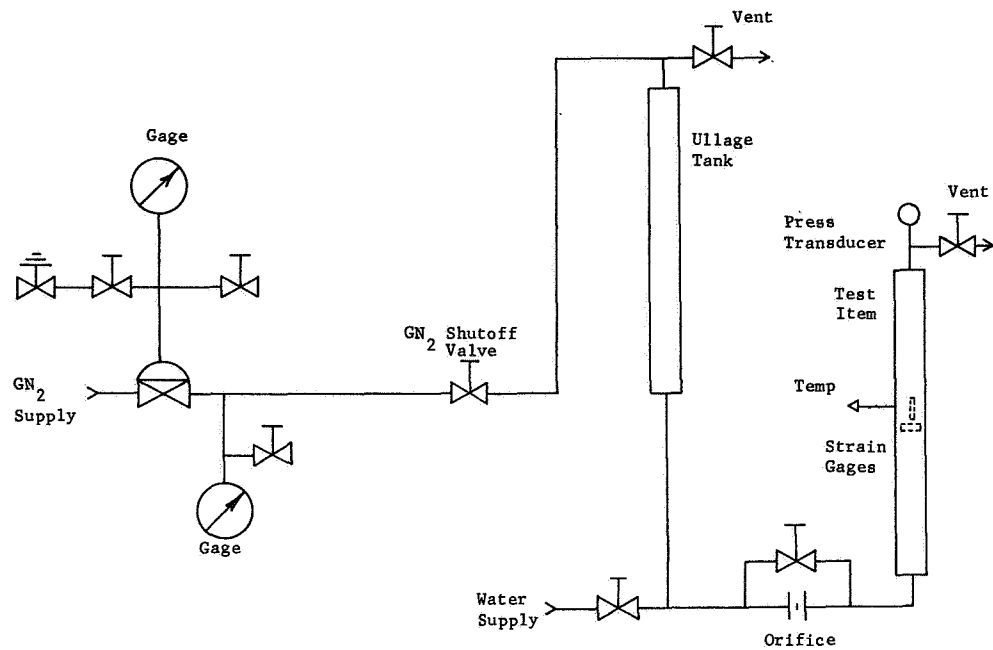 Vent
Gage
Ullage
Tank
Vent
Press
Transducer
Test
Item
GN2 Shutoff
Valve
GN2
Supply
Temp
Strain
Gages
Gage
Water
Supply
Orifice